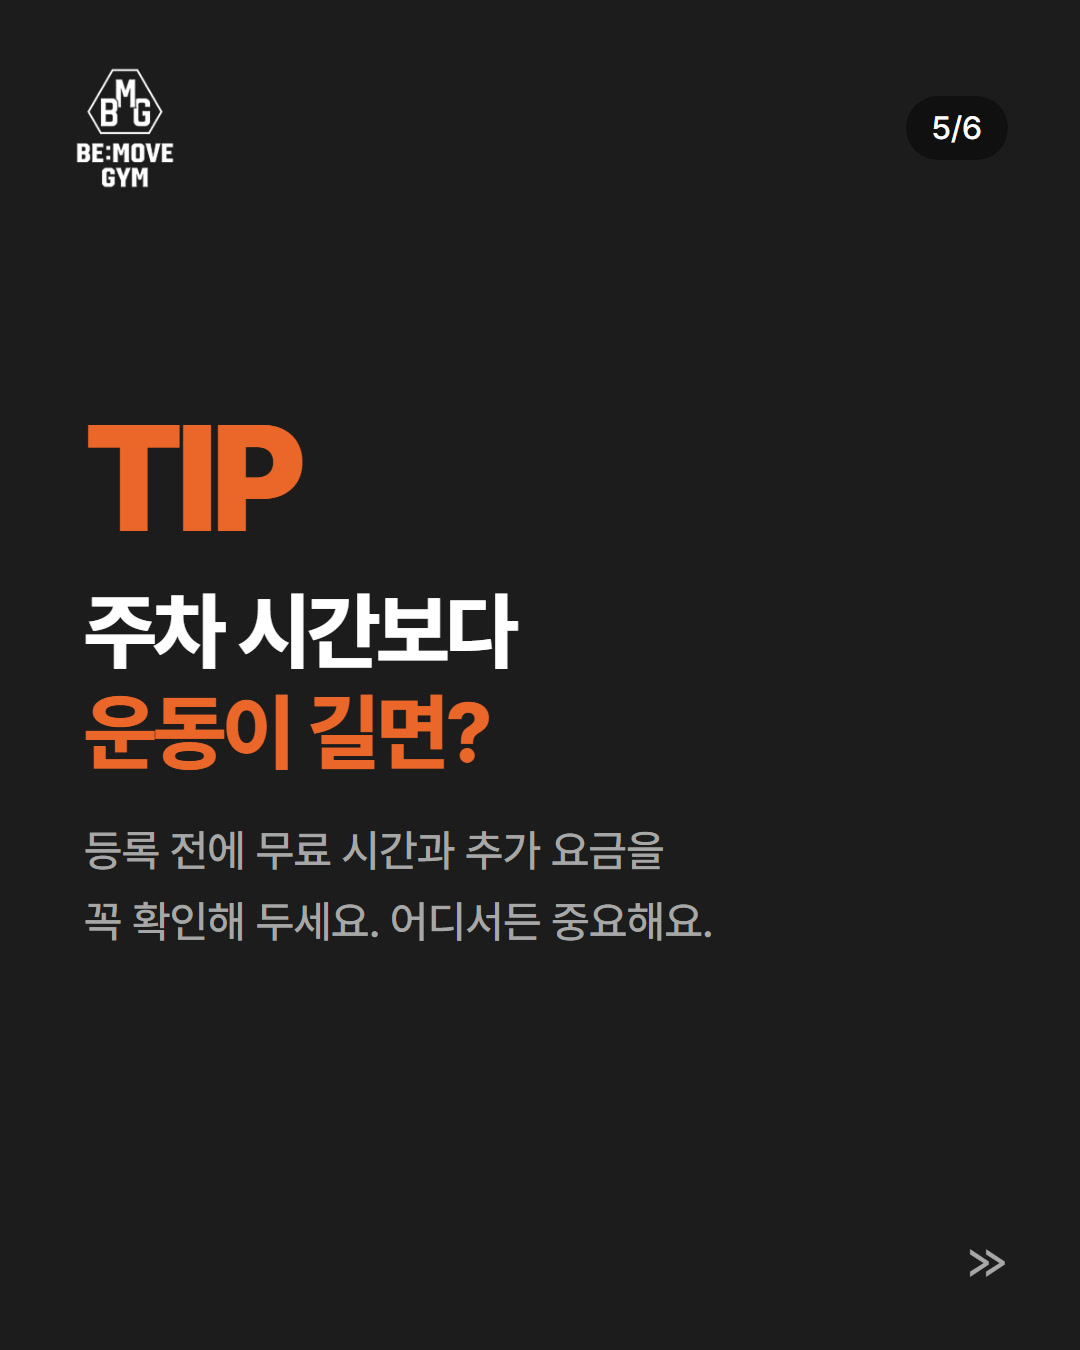 BMG
BE:MOVE
GYM
5/6
TIP
주차 시간보다
운동이 길면?
등록 전에 무료 시간과 추가 요금을
꼭 확인해 두세요. 어디서든 중요해요.